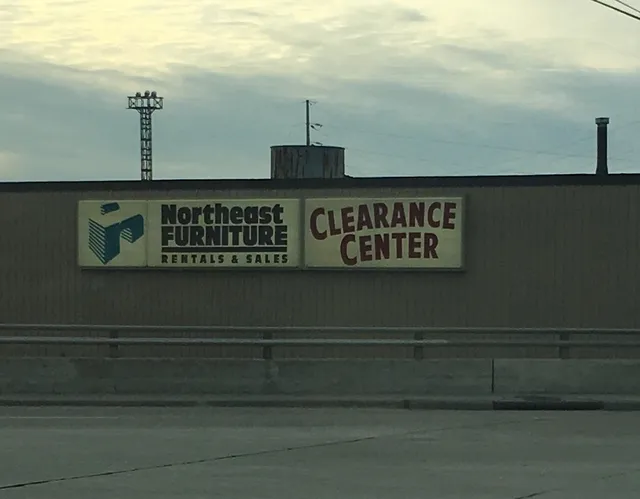 Northeast
FURNITURE
RENTALS & SALES
CLEARANCE
CENTER